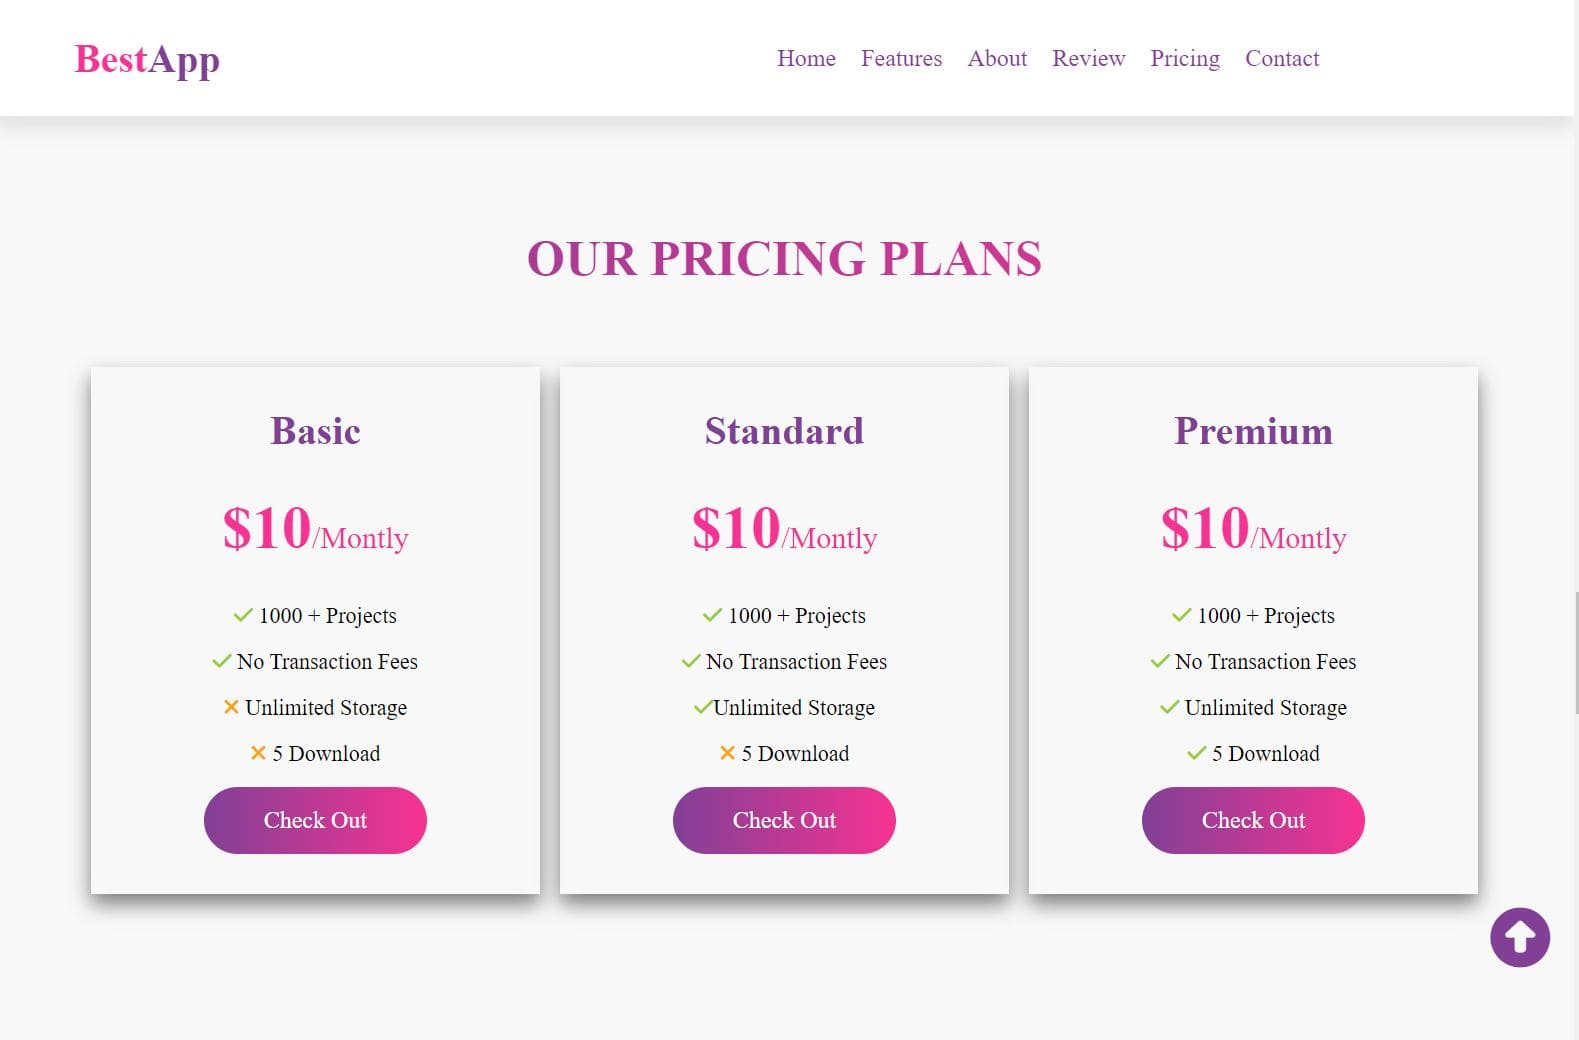 BestApp
Home Features About Review Pricing Contact
OUR PRICING PLANS
Basic
$10/Montly
1000 + Projects
No Transaction Fees
Unlimited Storage
5 Download
Check Out
Standard
$10/Montly
1000 + Projects
No Transaction Fees
Unlimited Storage
5 Download
Check Out
Premium
$10/Montly
1000 + Projects
No Transaction Fees
Unlimited Storage
5 Download
Check Out